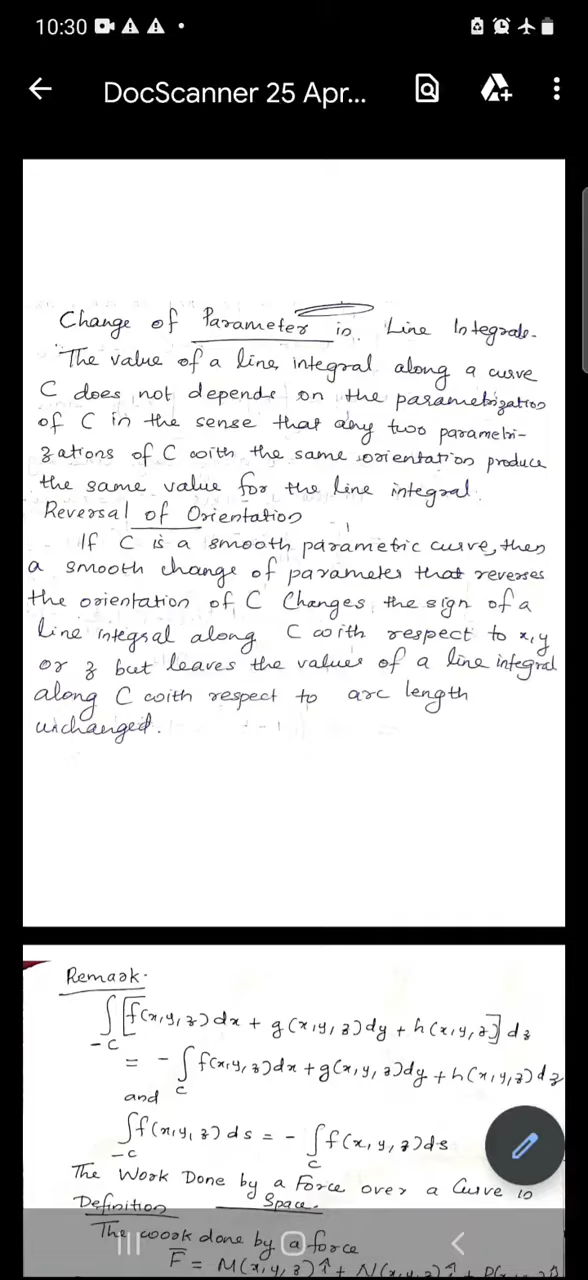 10:30
DocScanner 25 Apr...
Change of Parameter in Line Integrals.
The value of a line integral along a curve
C does not depends on the parametrization
of C in the sense that any two parametri-
zations of C with the same orientation produce
the same value for the line integral.
Reversal of Orientation
If C is a smooth parametric curve, then
a smooth change of parameter that reverses
the orientation of C Changes the sign of a
line integral along C with respect to x, y
or z but leaves the values of a line integral
along C with respect to arc length
unchanged.
Remark.
∫-C [f(x,y,z)dx + g(x,y,z)dy + h(x,y,z)] dz
= - ∫C f(x,y,z)dx + g(x,y,z)dy + h(x,y,z)dz
and
∫-C f(x,y,z)ds = - ∫C f(x,y,z)ds
The Work Done by a Force over a Curve in
Space.
Definition
The work done by a force
F̅ = M(x,y,z)î + N(x,y,z)ĵ + P(x,y,z)